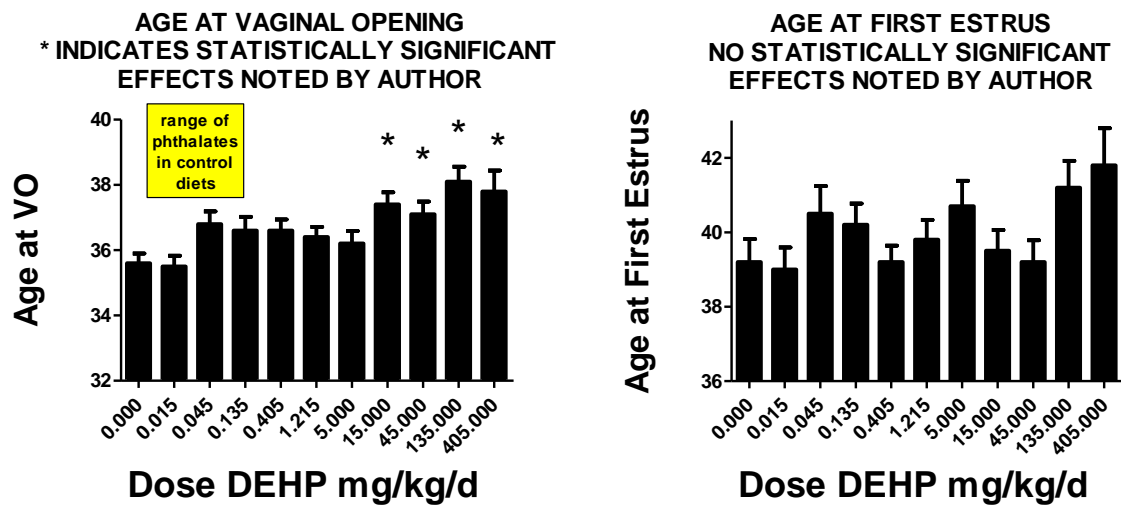 AGE AT VAGINAL OPENING
* INDICATES STATISTICALLY SIGNIFICANT
EFFECTS NOTED BY AUTHOR
range of
phthalates
in control
diets
40
38
36
34
32
* * * *
Age at VO
0.000 0.015 0.045 0.135 0.405 1.215 5.000 15.000 45.000 135.000 405.000
Dose DEHP mg/kg/d
AGE AT FIRST ESTRUS
NO STATISTICALLY SIGNIFICANT
EFFECTS NOTED BY AUTHOR
42
40
38
36
Age at First Estrus
0.000 0.015 0.045 0.135 0.405 1.215 5.000 15.000 45.000 135.000 405.000
Dose DEHP mg/kg/d